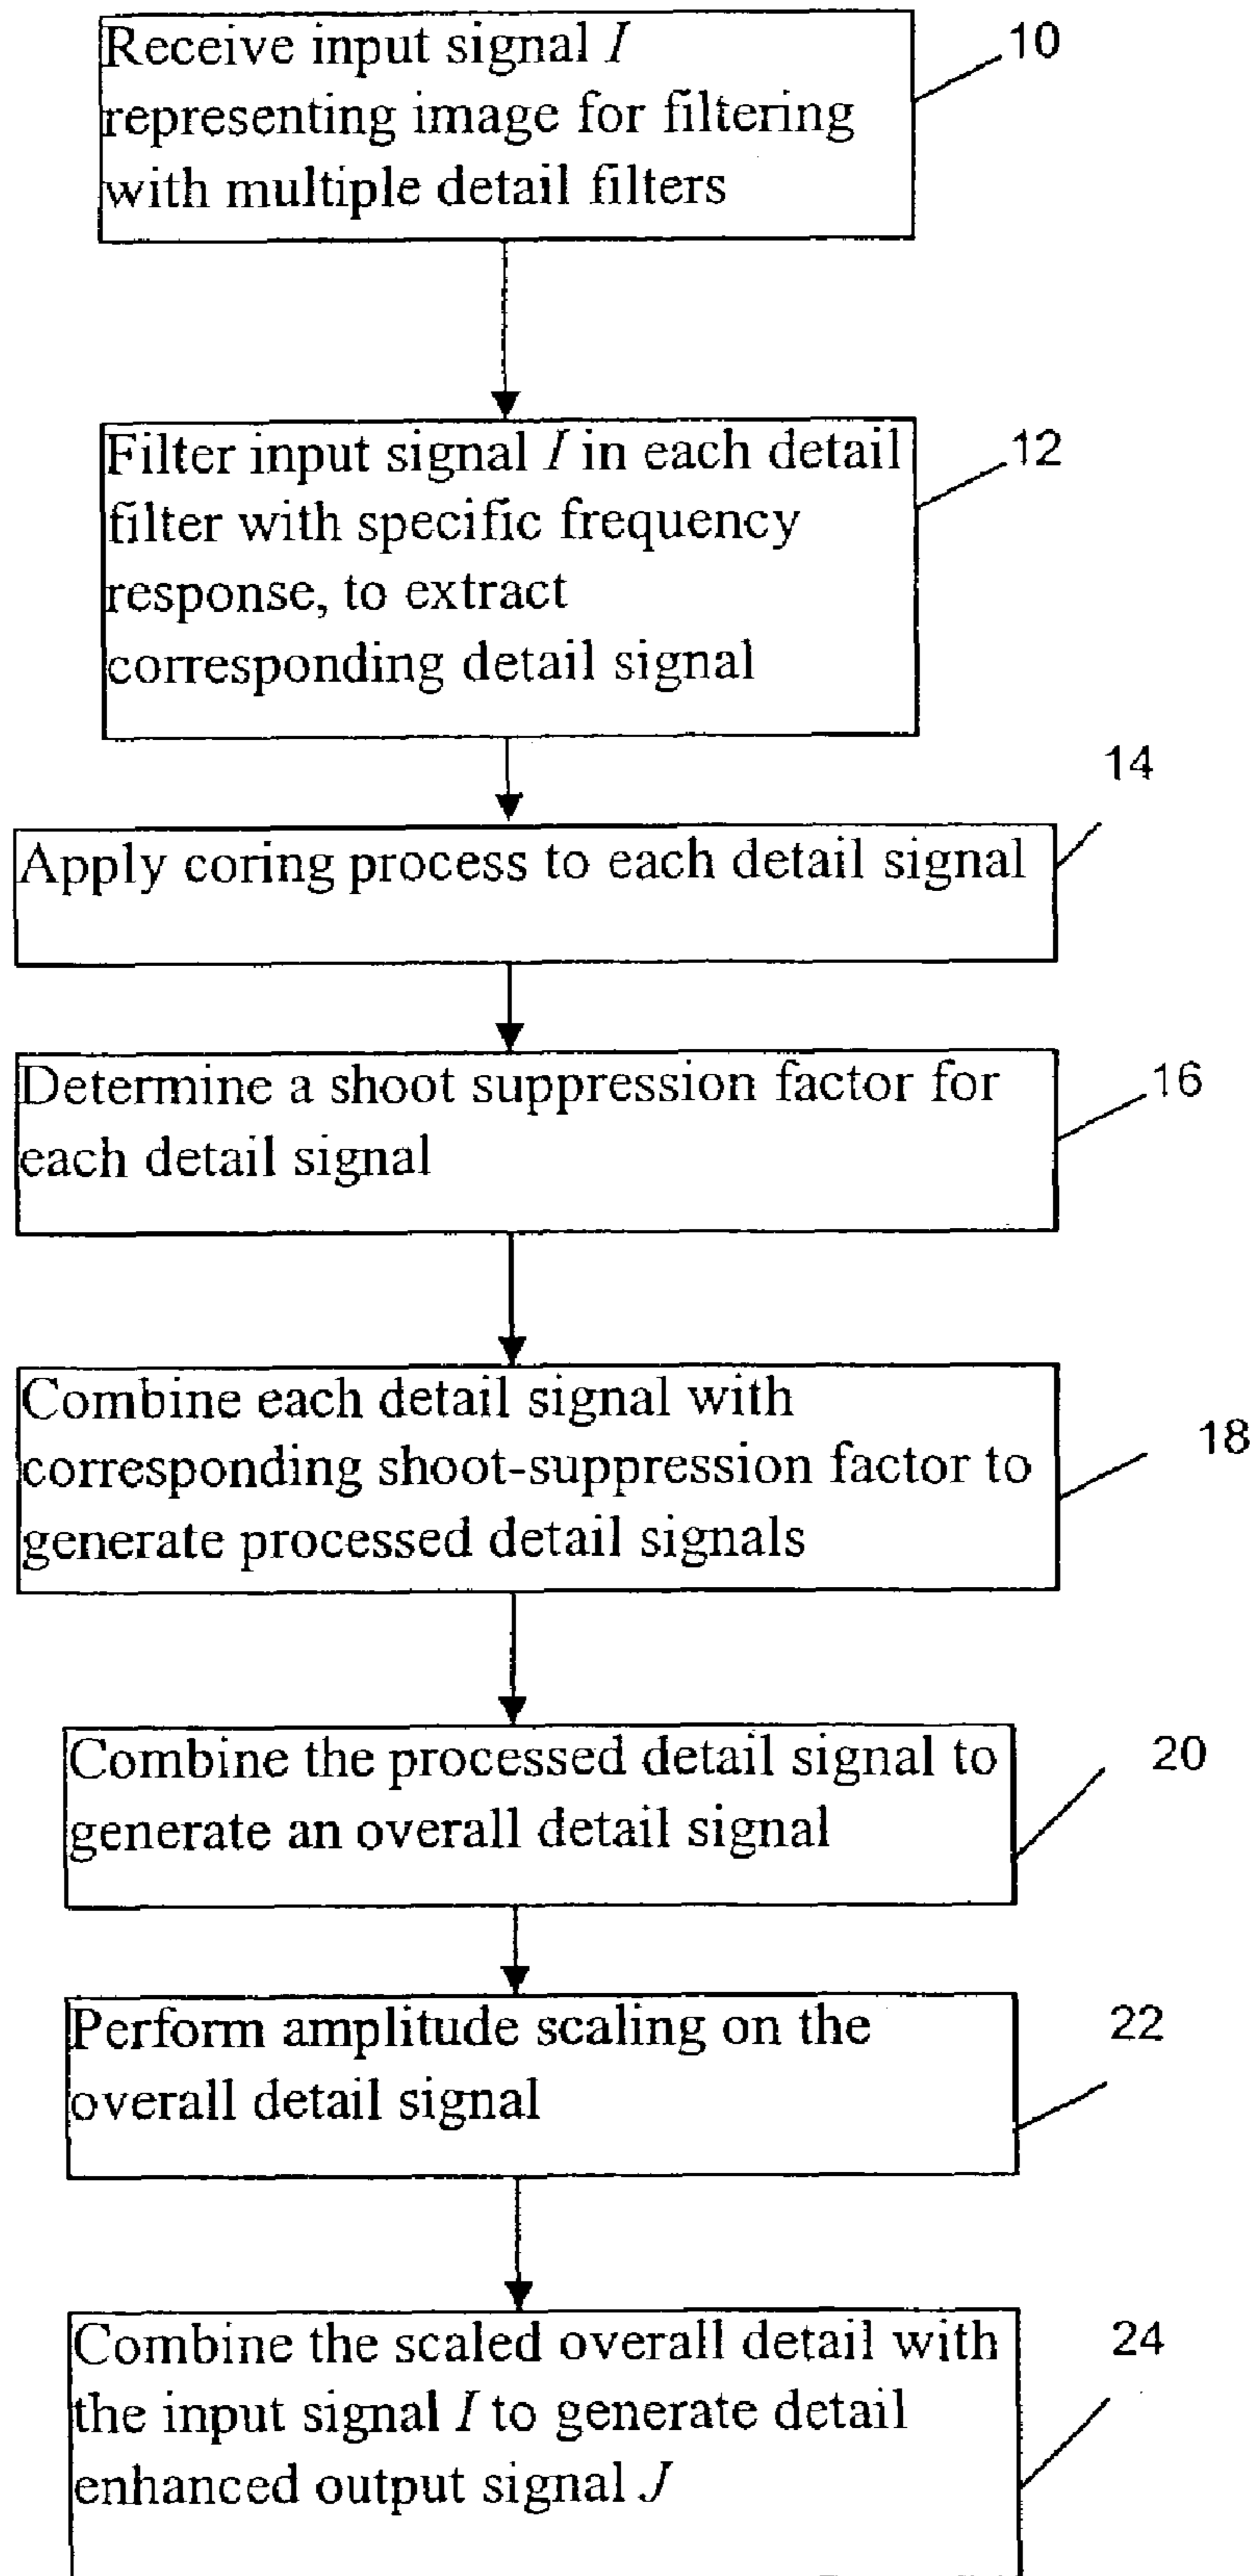 Receive input signal I
10
representing image for filtering
with multiple detail filters
Filter input signal I in each detail
12
filter with specific frequency
response, to extract
corresponding detail signal
14
Apply coring process to each detail signal
Determine a shoot suppression factor for
16
each detail signal
Combine each detail signal with
18
corresponding shoot-suppression factor to
generate processed detail signals
Combine the processed detail signal to
20
generate an overall detail signal
Perform amplitude scaling on the
22
overall detail signal
Combine the scaled overall detail with
24
the input signal I to generate detail
enhanced output signal J